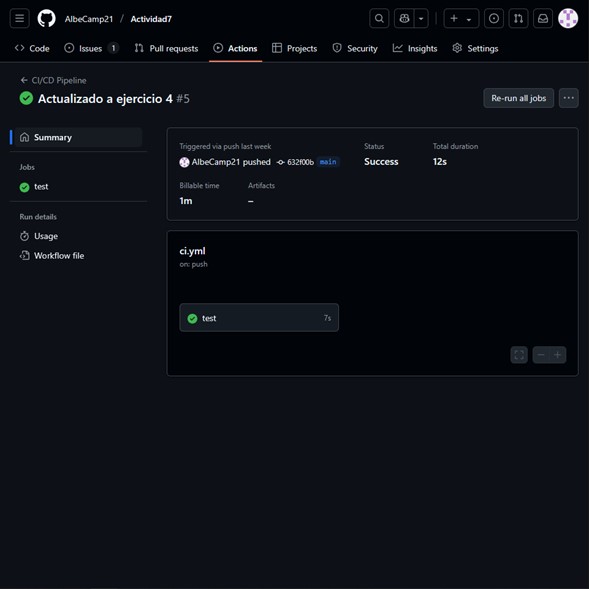 AlbeCamp21 / Actividad7
Code Issues 1 Pull requests Actions Projects Security Insights Settings
CI/CD Pipeline
Actualizado a ejercicio 4 #5
Re-run all jobs
Summary
Jobs
test
Run details
Usage
Workflow file
Triggered via push last week
AlbeCamp21 pushed 632f00b main
Status
Success
Total duration
12s
Billable time
1m
Artifacts
–
ci.yml
on: push
test 7s